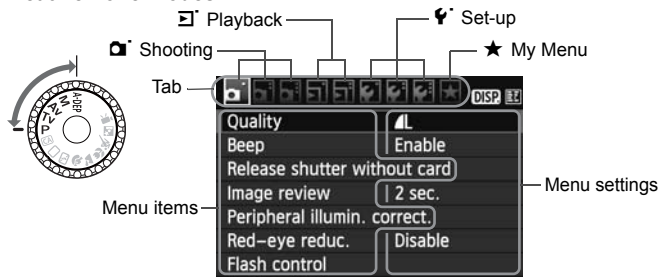 Playback
Set-up
Shooting
My Menu
Tab
DISP.
A-DEP
M
Av
Tv
P
Quality L
Beep Enable
Release shutter without card
Image review 2 sec.
Menu items
Menu settings
Peripheral illumin. correct.
Red-eye reduc. Disable
Flash control